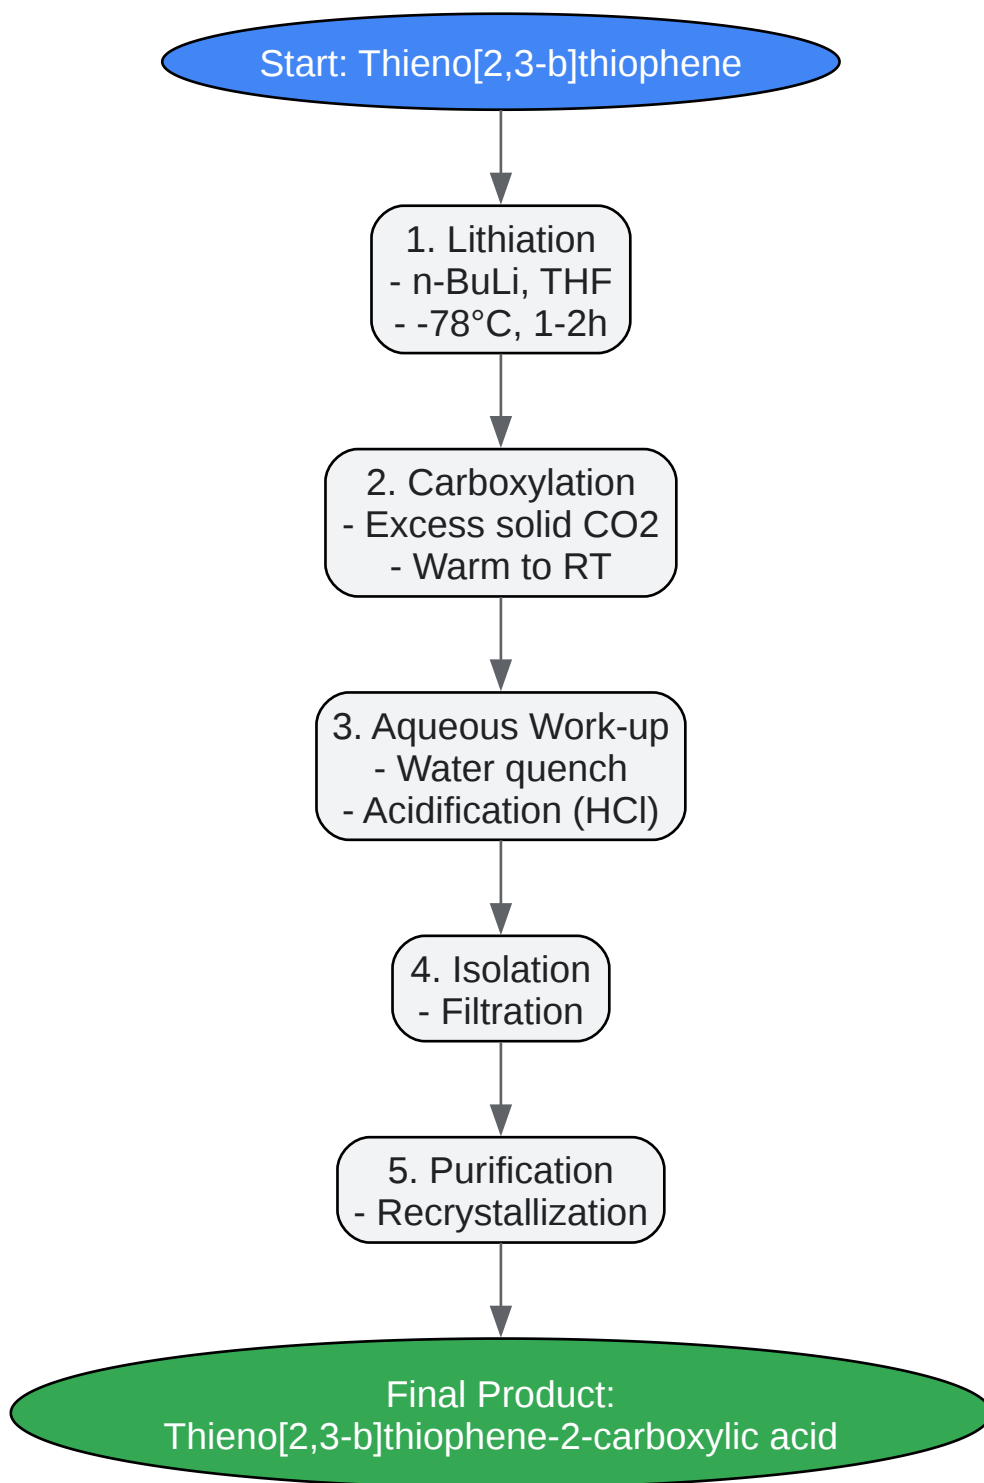 Start: Thieno[2,3-b]thiophene
1. Lithiation
- n-BuLi, THF
- -78°C, 1-2h
2. Carboxylation
- Excess solid CO2
- Warm to RT
3. Aqueous Work-up
- Water quench
- Acidification (HCl)
4. Isolation
- Filtration
5. Purification
- Recrystallization
Final Product:
Thieno[2,3-b]thiophene-2-carboxylic acid